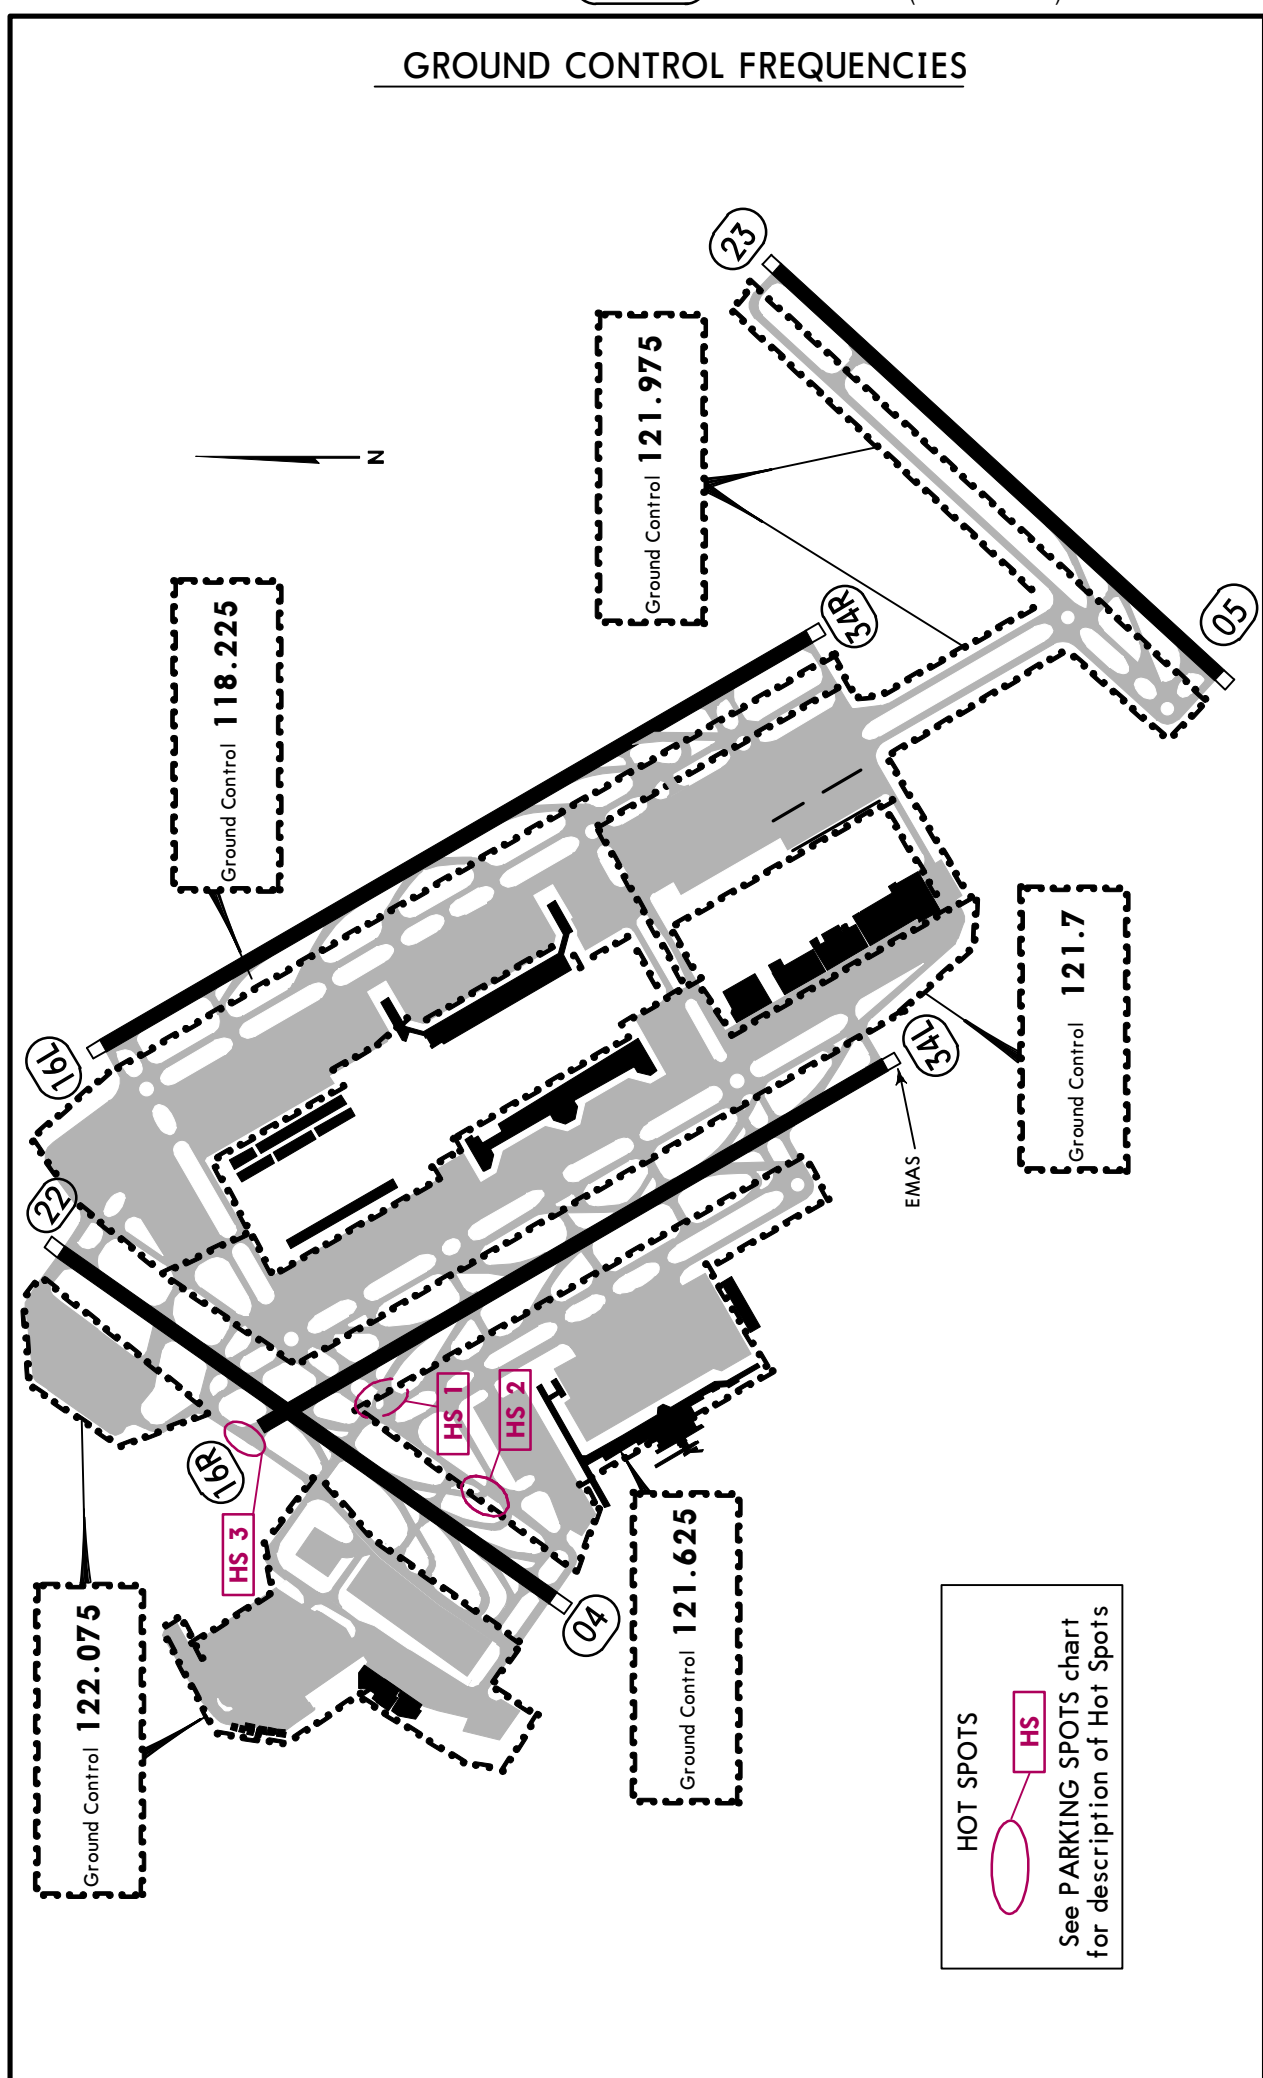 GROUND CONTROL FREQUENCIES
23
Ground Control 121.975
N
Ground Control 118.225
34R
05
16L
Ground Control 121.7
34L
EMAS
22
HS 1
HS 2
16R
HS 3
Ground Control 122.075
04
Ground Control 121.625
HOT SPOTS
HS
See PARKING SPOTS chart
for description of Hot Spots